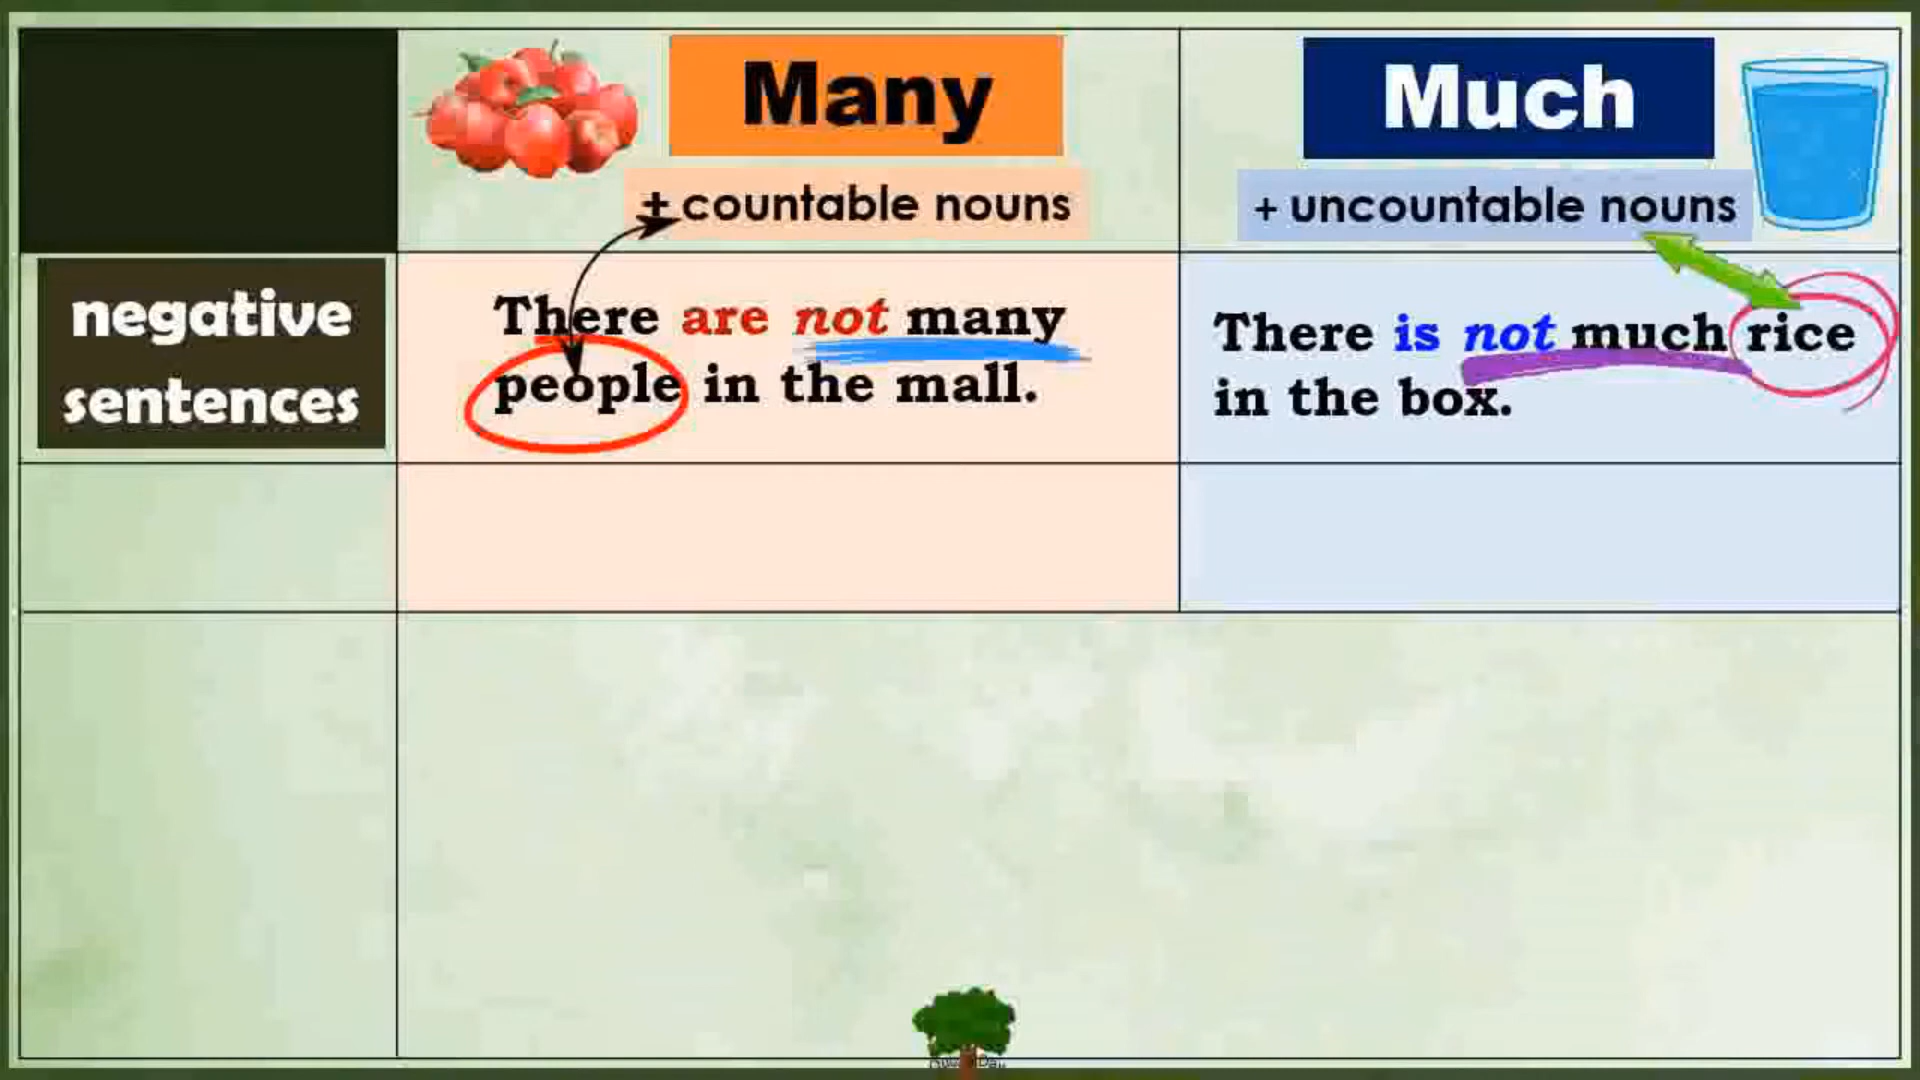 Many
Much
+ countable nouns
+ uncountable nouns
negative
sentences
There are not many
people in the mall.
There is not much rice
in the box.